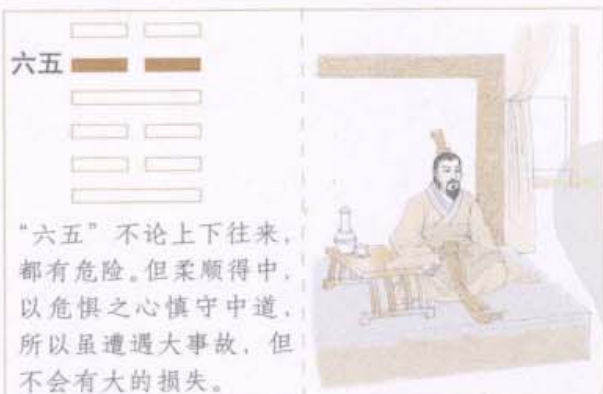 六五
“六五”不论上下往来，
都有危险。但柔顺得中，
以危惧之心慎守中道，
所以虽遭遇大事故，但
不会有大的损失。